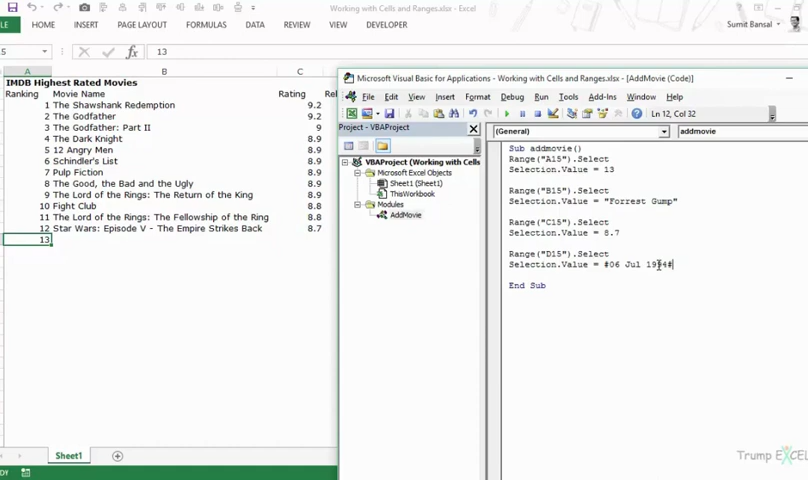 Working with Cells and Ranges.xlsx - Excel
HOME INSERT PAGE LAYOUT FORMULAS DATA REVIEW VIEW DEVELOPER
Sumit Bansal
fx 13
A B C
IMDB Highest Rated Movies
Ranking Movie Name Rating
1 The Shawshank Redemption 9.2
2 The Godfather 9.2
3 The Godfather: Part II 9
4 The Dark Knight 8.9
5 12 Angry Men 8.9
6 Schindler's List 8.9
7 Pulp Fiction 8.9
8 The Good, the Bad and the Ugly 8.9
9 The Lord of the Rings: The Return of the King 8.9
10 Fight Club 8.8
11 The Lord of the Rings: The Fellowship of the Ring 8.8
12 Star Wars: Episode V - The Empire Strikes Back 8.7
13
Sheet1
Microsoft Visual Basic for Applications - Working with Cells and Ranges.xlsx - [AddMovie (Code)]
File Edit View Insert Format Debug Run Tools Add-Ins Window Help
Ln 12, Col 32
Project - VBAProject
VBAProject (Working with Cells
Microsoft Excel Objects
Sheet1 (Sheet1)
ThisWorkbook
Modules
AddMovie
(General) addmovie
Sub addmovie()
Range("A15").Select
Selection.Value = 13
Range("B15").Select
Selection.Value = "Forrest Gump"
Range("C15").Select
Selection.Value = 8.7
Range("D15").Select
Selection.Value = #06 Jul 1994#
End Sub
Trump EXCEL